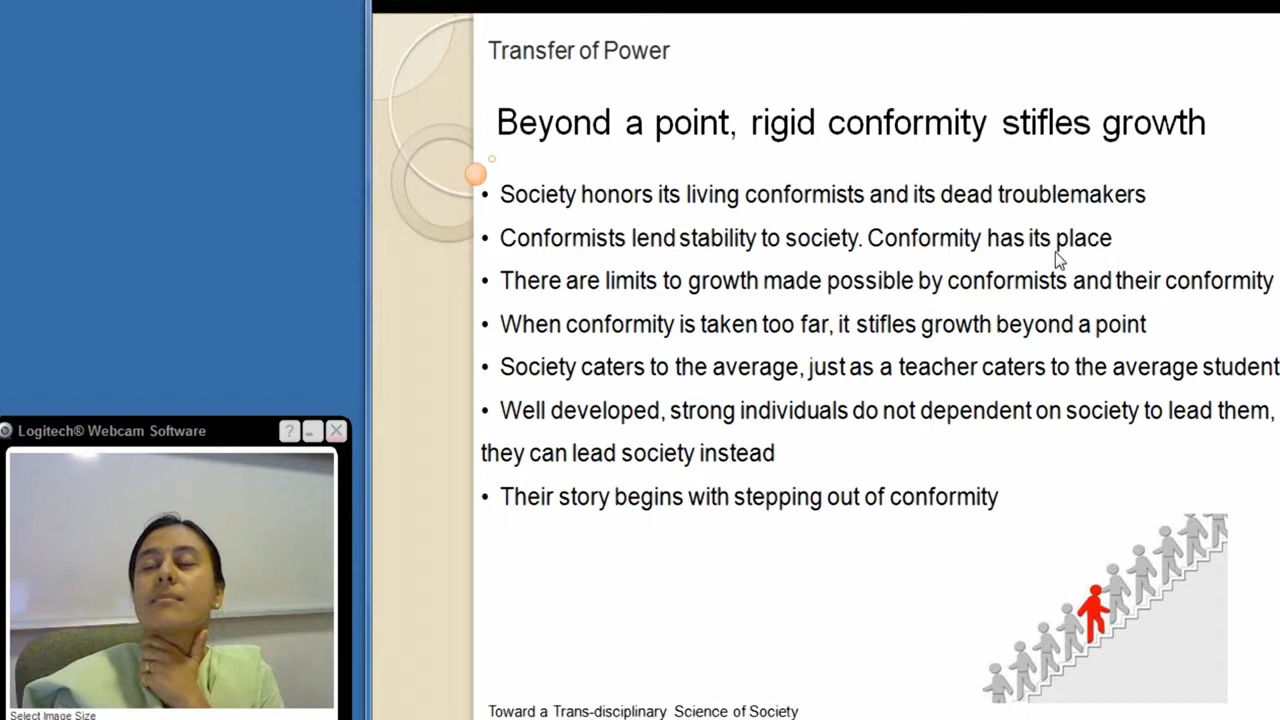 Transfer of Power
Beyond a point, rigid conformity stifles growth
• Society honors its living conformists and its dead troublemakers
• Conformists lend stability to society. Conformity has its place
• There are limits to growth made possible by conformists and their conformity
• When conformity is taken too far, it stifles growth beyond a point
• Society caters to the average, just as a teacher caters to the average student
• Well developed, strong individuals do not dependent on society to lead them,
they can lead society instead
• Their story begins with stepping out of conformity
Toward a Trans-disciplinary Science of Society
Logitech® Webcam Software
Select Image Size